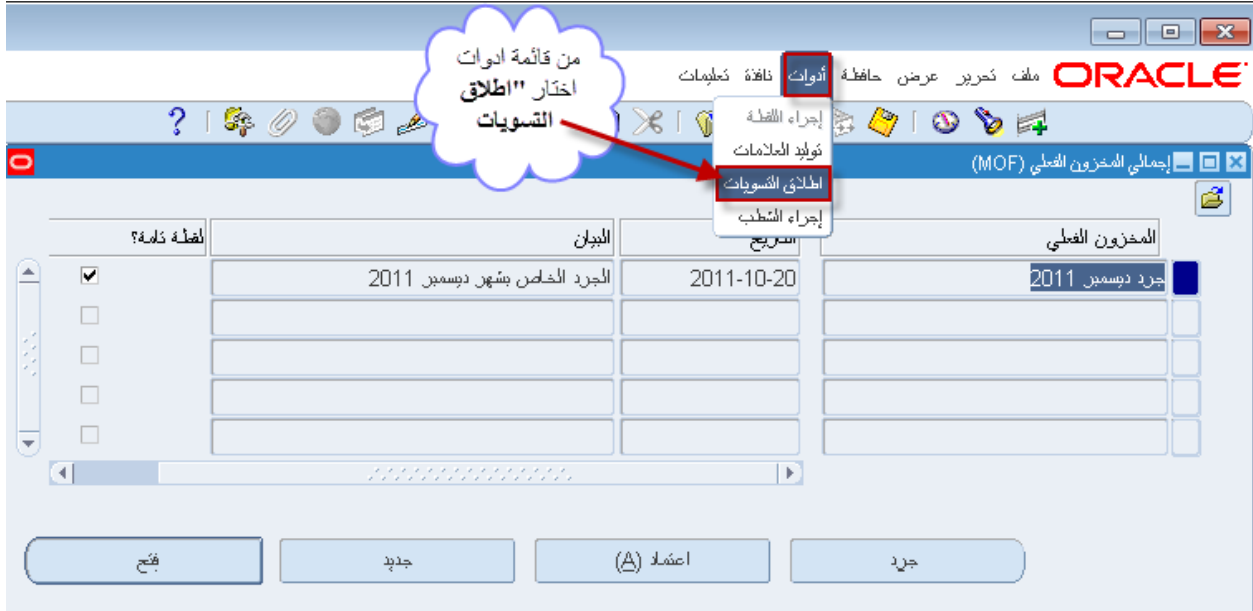 من قائمة ادوات
اختار "اطلاق
التسويات
ORACLE ملف تحرير عرض حافظة أدوات نافذة تعليمات
إجراء اللقطة
توليد العلامات
اطلاق التسويات
إجراء الشطب
إجمالي المخزون الفعلي (MOF)
المخزون الفعلي التاريخ البيان لقطة تامة؟
جرد ديسمبر 2011 2011-10-20 الجرد الخاص بشهر ديسمبر 2011
جرد اعتماد (A) جديد فتح